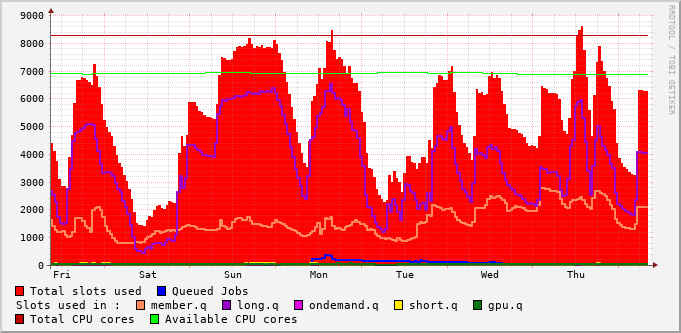 9000
8000
7000
6000
5000
4000
3000
2000
1000
0
Fri Sat Sun Mon Tue Wed Thu
RRDTOOL / TOBI OETIKER
Total slots used Queued Jobs
Slots used in : member.q long.q ondemand.q short.q gpu.q
Total CPU cores Available CPU cores